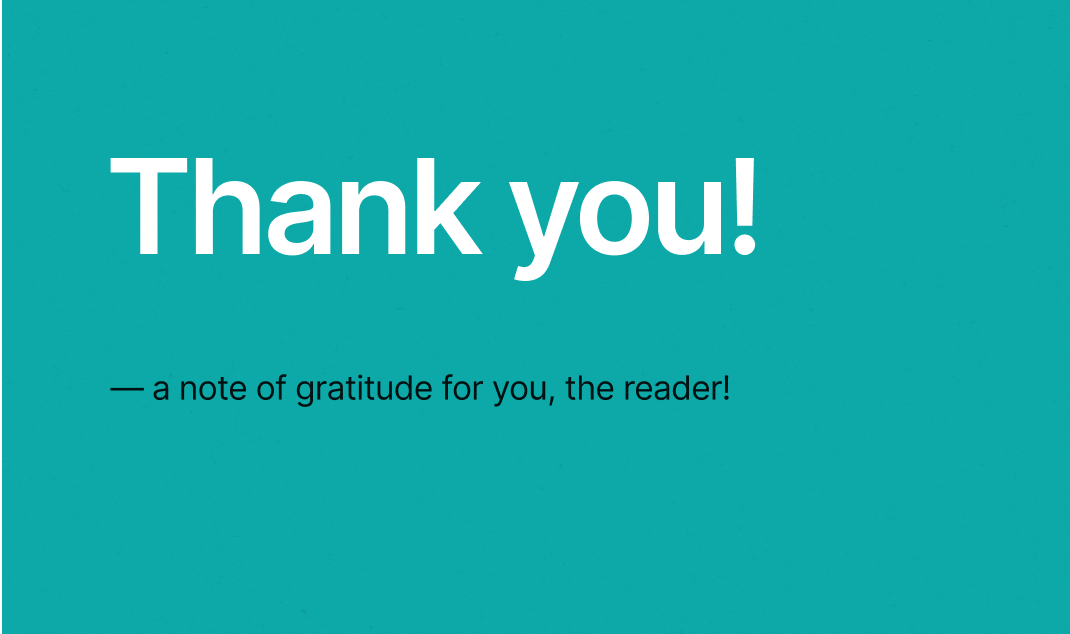 Thank you!
— a note of gratitude for you, the reader!